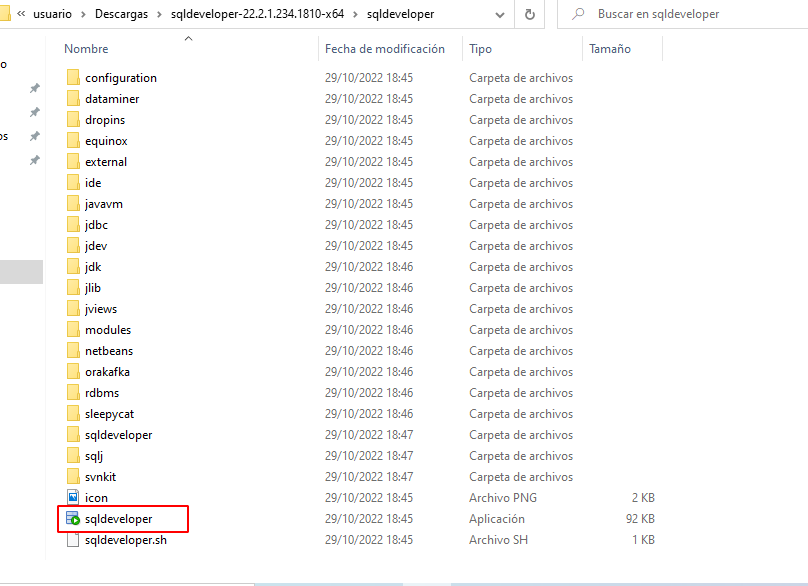 « usuario > Descargas > sqldeveloper-22.2.1.234.1810-x64 > sqldeveloper
Buscar en sqldeveloper
Nombre Fecha de modificación Tipo Tamaño
configuration 29/10/2022 18:45 Carpeta de archivos
dataminer 29/10/2022 18:45 Carpeta de archivos
dropins 29/10/2022 18:45 Carpeta de archivos
equinox 29/10/2022 18:45 Carpeta de archivos
external 29/10/2022 18:45 Carpeta de archivos
ide 29/10/2022 18:45 Carpeta de archivos
javavm 29/10/2022 18:45 Carpeta de archivos
jdbc 29/10/2022 18:45 Carpeta de archivos
jdev 29/10/2022 18:45 Carpeta de archivos
jdk 29/10/2022 18:46 Carpeta de archivos
jlib 29/10/2022 18:46 Carpeta de archivos
jviews 29/10/2022 18:46 Carpeta de archivos
modules 29/10/2022 18:46 Carpeta de archivos
netbeans 29/10/2022 18:46 Carpeta de archivos
orakafka 29/10/2022 18:46 Carpeta de archivos
rdbms 29/10/2022 18:46 Carpeta de archivos
sleepycat 29/10/2022 18:46 Carpeta de archivos
sqldeveloper 29/10/2022 18:47 Carpeta de archivos
sqlj 29/10/2022 18:47 Carpeta de archivos
svnkit 29/10/2022 18:47 Carpeta de archivos
icon 29/10/2022 18:45 Archivo PNG 2 KB
sqldeveloper 29/10/2022 18:45 Aplicación 92 KB
sqldeveloper.sh 29/10/2022 18:45 Archivo SH 1 KB